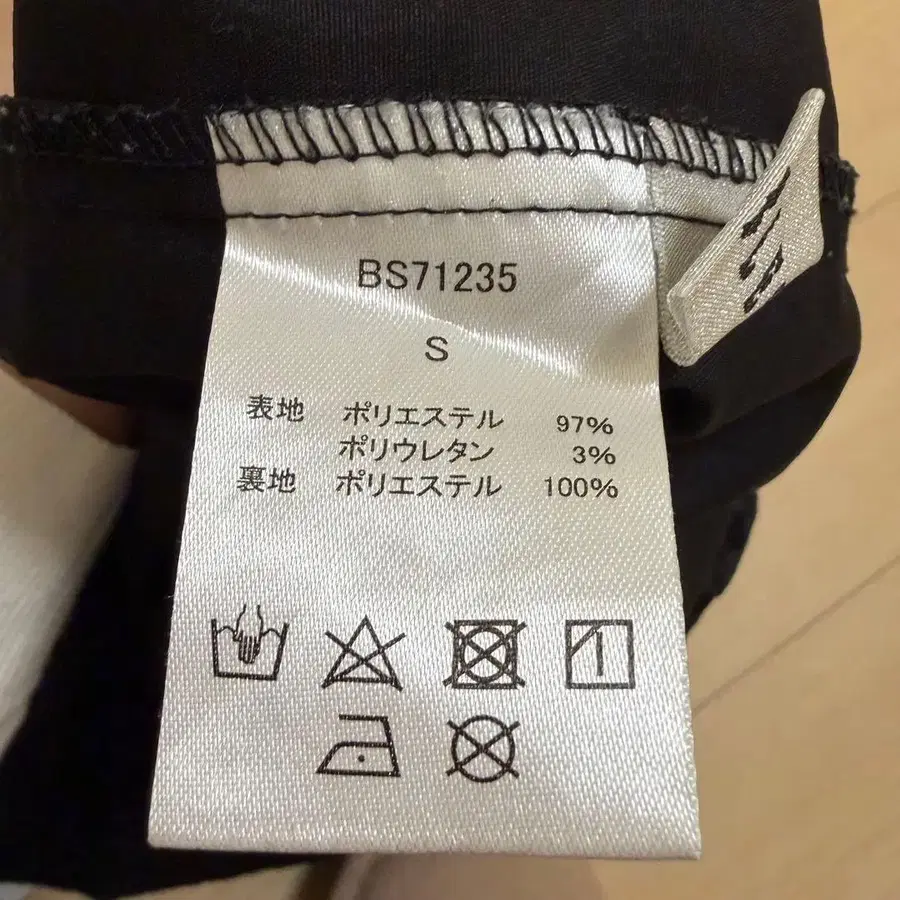 BS71235
S
表地 ポリエステル 97%
ポリウレタン 3%
裏地 ポリエステル 100%